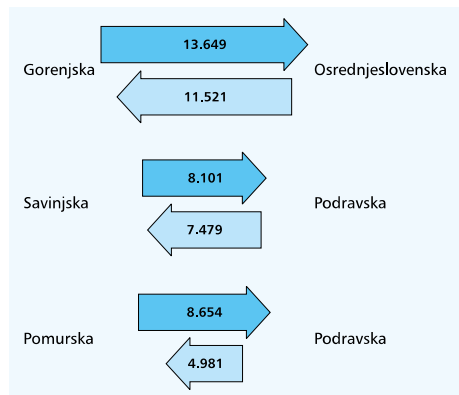 13.649
Gorenjska
Osrednjeslovenska
11.521
8.101
Savinjska
Podravska
7.479
8.654
Pomurska
Podravska
4.981